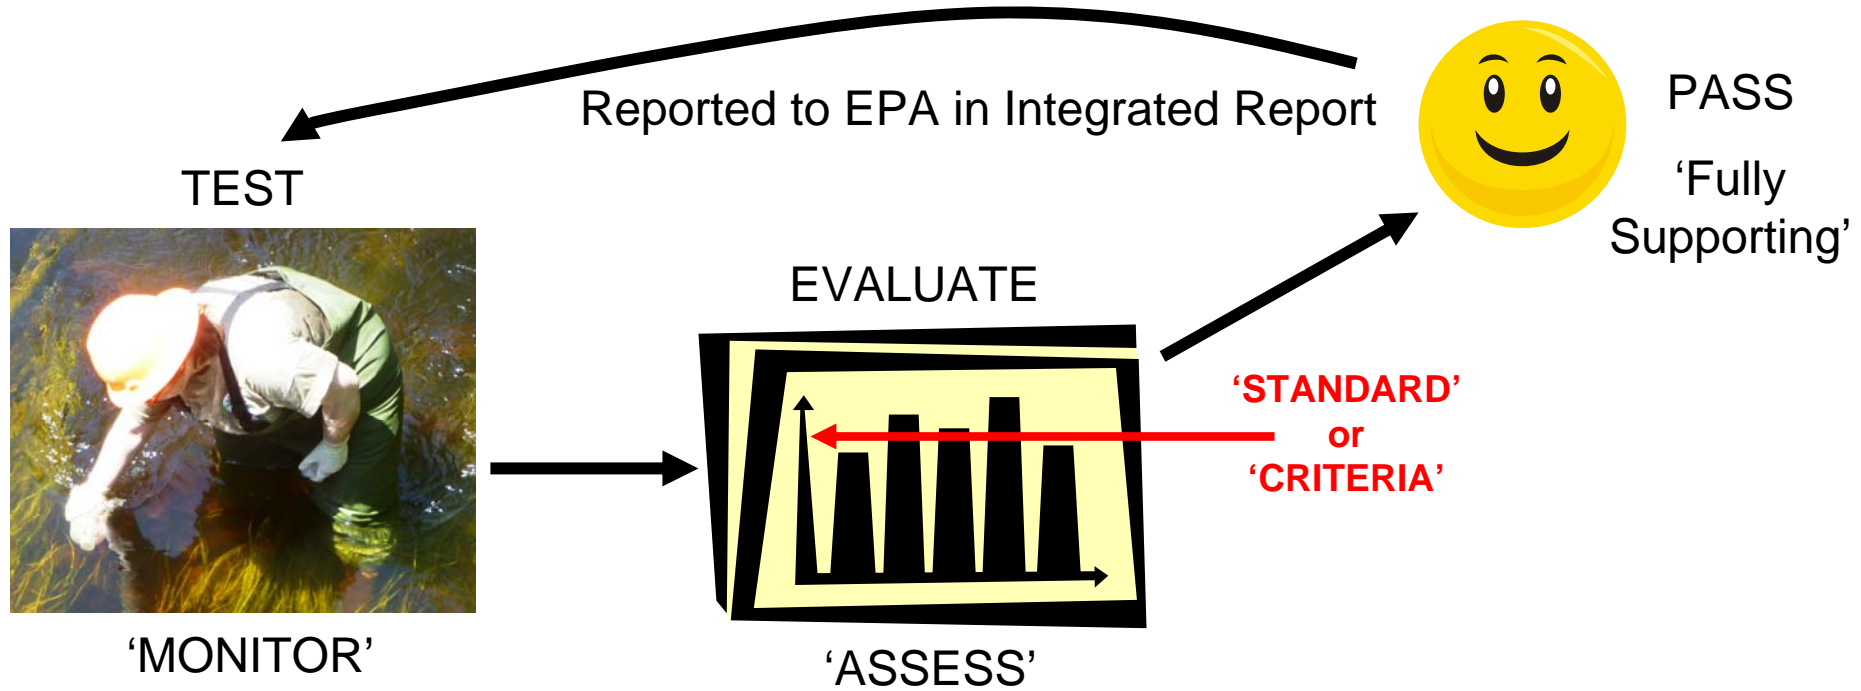 Reported to EPA in Integrated Report
PASS
‘Fully
Supporting’
TEST
‘MONITOR’
EVALUATE
‘ASSESS’
‘STANDARD’
or
‘CRITERIA’